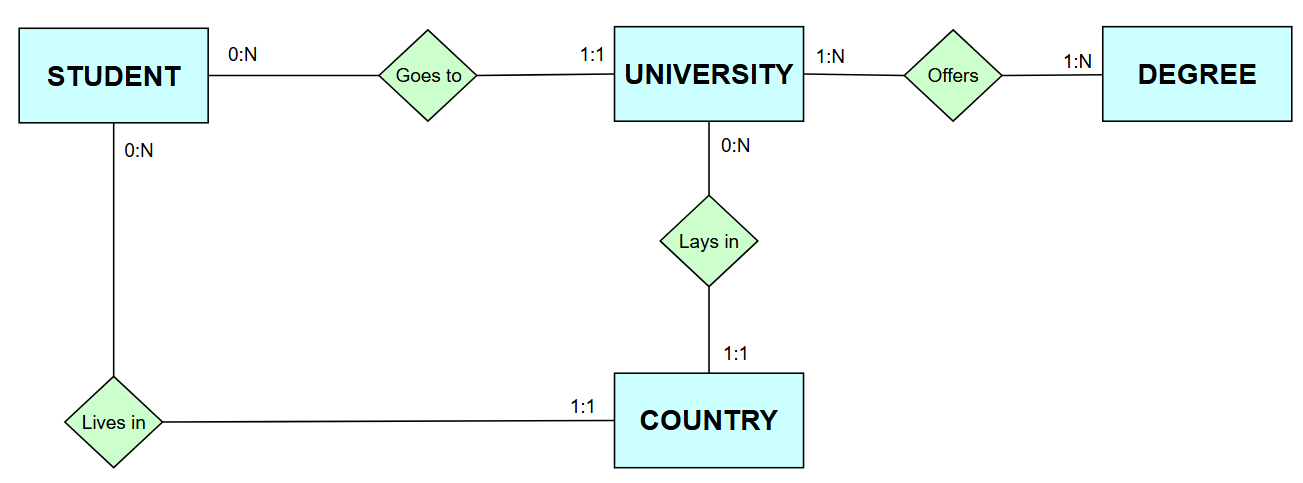 STUDENT
0:N
Goes to
1:1
UNIVERSITY
1:N
Offers
1:N
DEGREE
0:N
0:N
Lays in
1:1
Lives in
1:1
COUNTRY